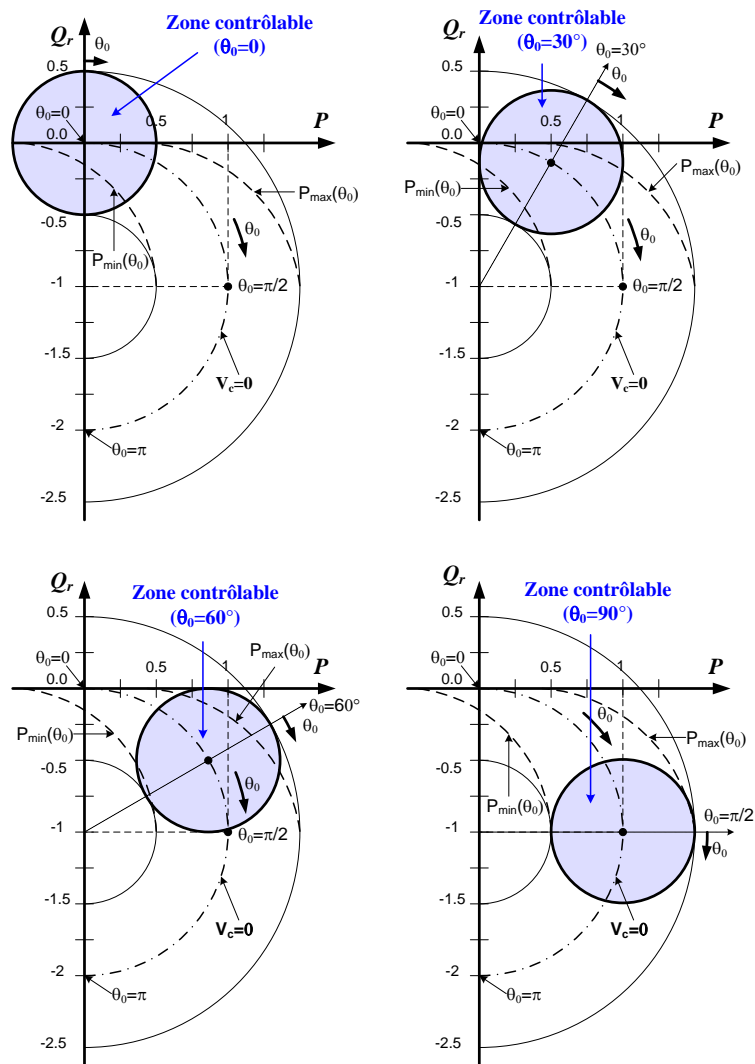 Zone contrôlable
(θ0=0)
Qr
θ0
0.5
θ0=0
0.0
0.5
1
P
Pmax(θ0)
-0.5
Pmin(θ0)
θ0
-1
θ0=π/2
-1.5
Vc=0
-2
θ0=π
-2.5
Zone contrôlable
(θ0=30°)
Qr
θ0=30°
θ0
0.5
θ0=0
0.0
0.5
1
P
Pmin(θ0)
Pmax(θ0)
-0.5
θ0
-1
θ0=π/2
-1.5
Vc=0
-2
θ0=π
-2.5
Zone contrôlable
(θ0=60°)
Qr
0.5
θ0=0
0.0
0.5
1
Pmax(θ0)
P
θ0=60°
θ0
Pmin(θ0)
-0.5
θ0
-1
θ0=π/2
-1.5
Vc=0
-2
θ0=π
-2.5
Zone contrôlable
(θ0=90°)
Qr
0.5
θ0=0
0.0
0.5
1
P
θ0
Pmax(θ0)
-0.5
Pmin(θ0)
θ0=π/2
θ0
-1
-1.5
Vc=0
-2
θ0=π
-2.5